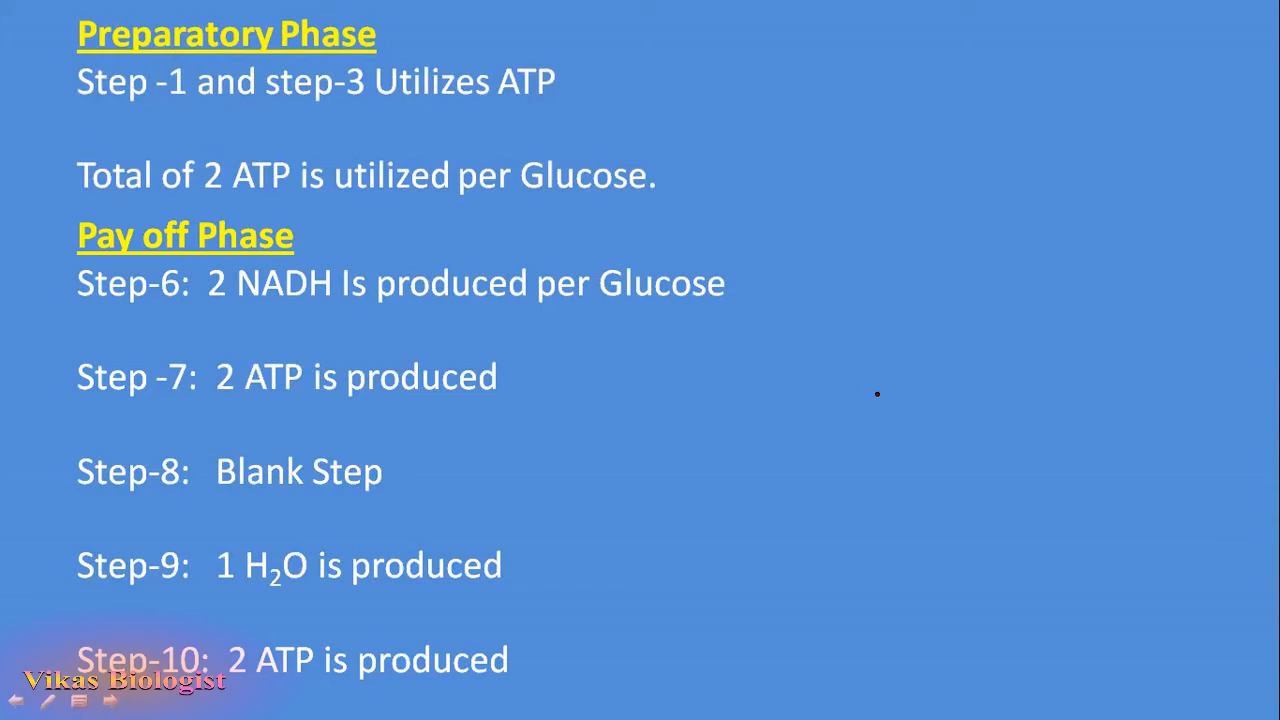 Preparatory Phase
Step -1 and step-3 Utilizes ATP
Total of 2 ATP is utilized per Glucose.
Pay off Phase
Step-6:  2 NADH Is produced per Glucose
Step -7:  2 ATP is produced
Step-8:   Blank Step
Step-9:   1 H₂O is produced
Step-10:  2 ATP is produced
Vikas Biologist